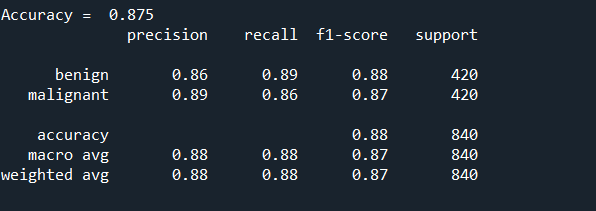 Accuracy =  0.875
              precision    recall  f1-score   support

      benign       0.86      0.89      0.88       420
   malignant       0.89      0.86      0.87       420

    accuracy                           0.88       840
   macro avg       0.88      0.88      0.87       840
weighted avg       0.88      0.88      0.87       840